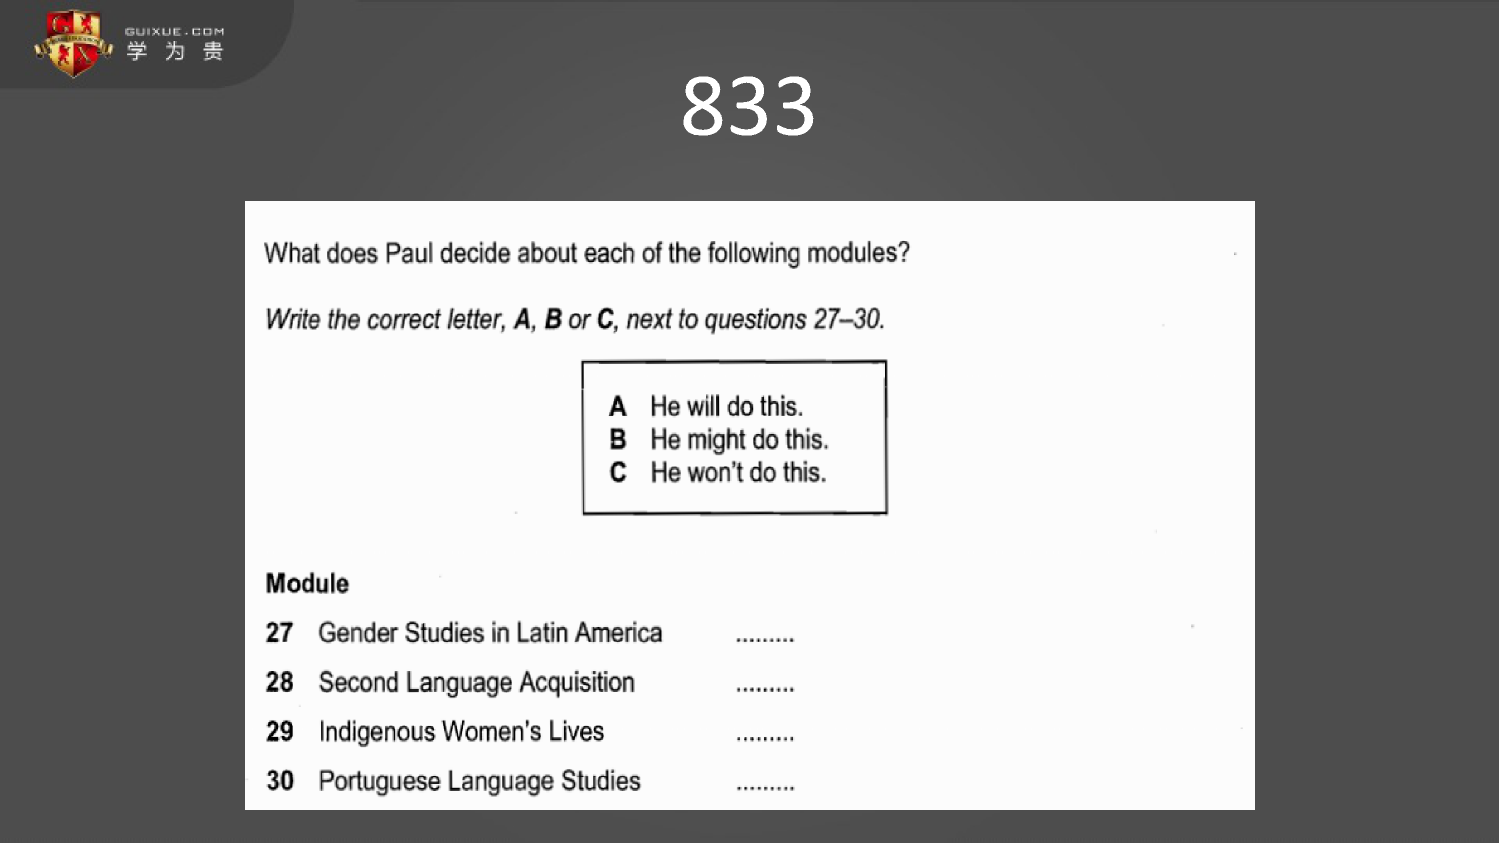 GUIXUE.COM
学为贵
833
What does Paul decide about each of the following modules?
Write the correct letter, A, B or C, next to questions 27–30.
A He will do this.
B He might do this.
C He won't do this.
Module
27 Gender Studies in Latin America .........
28 Second Language Acquisition .........
29 Indigenous Women's Lives .........
30 Portuguese Language Studies .........